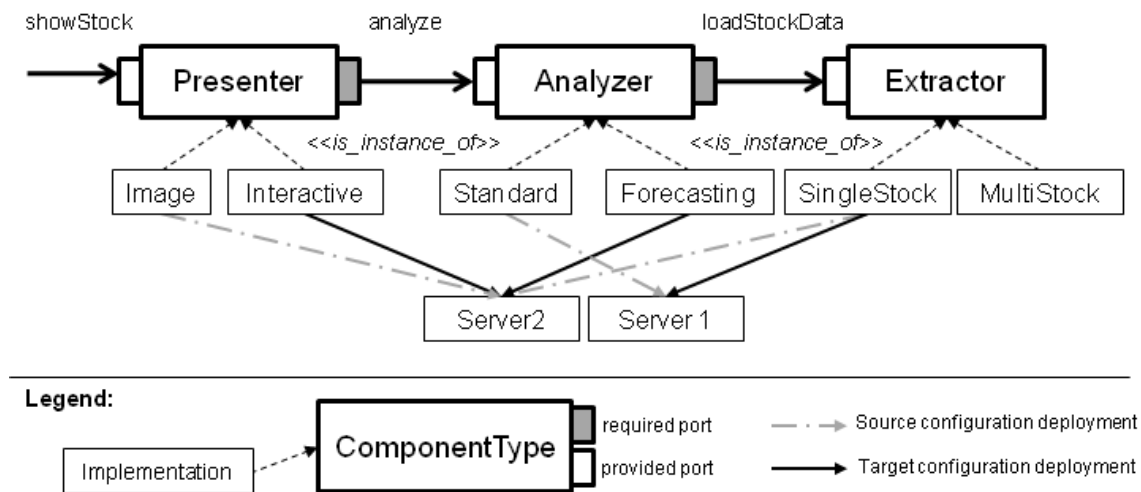 showStock analyze loadStockData
Presenter Analyzer Extractor
<<is_instance_of>> <<is_instance_of>>
Image Interactive Standard Forecasting SingleStock MultiStock
Server2 Server 1
Legend:
required port Source configuration deployment
ComponentType
Implementation provided port Target configuration deployment